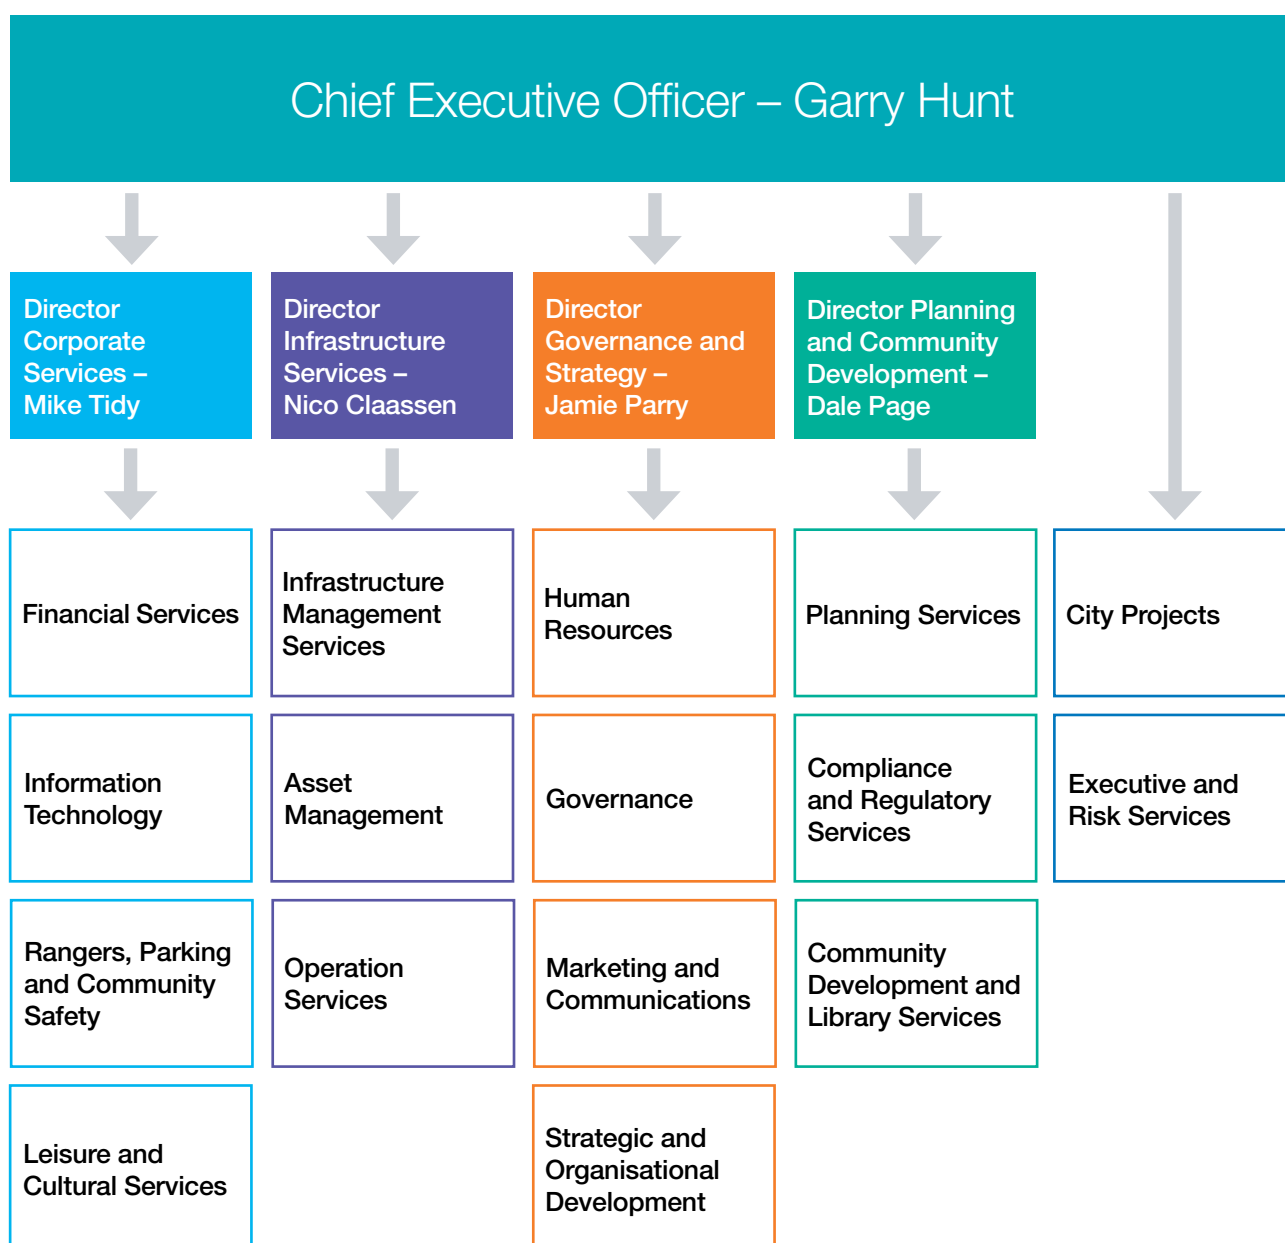 Chief Executive Officer – Garry Hunt
Director
Corporate
Services –
Mike Tidy
Director
Infrastructure
Services –
Nico Claassen
Director
Governance and
Strategy –
Jamie Parry
Director Planning
and Community
Development –
Dale Page
Financial Services
Infrastructure
Management
Services
Human
Resources
Planning Services
City Projects
Information
Technology
Asset
Management
Governance
Compliance
and Regulatory
Services
Executive and
Risk Services
Rangers, Parking
and Community
Safety
Operation
Services
Marketing and
Communications
Community
Development and
Library Services
Leisure and
Cultural Services
Strategic and
Organisational
Development